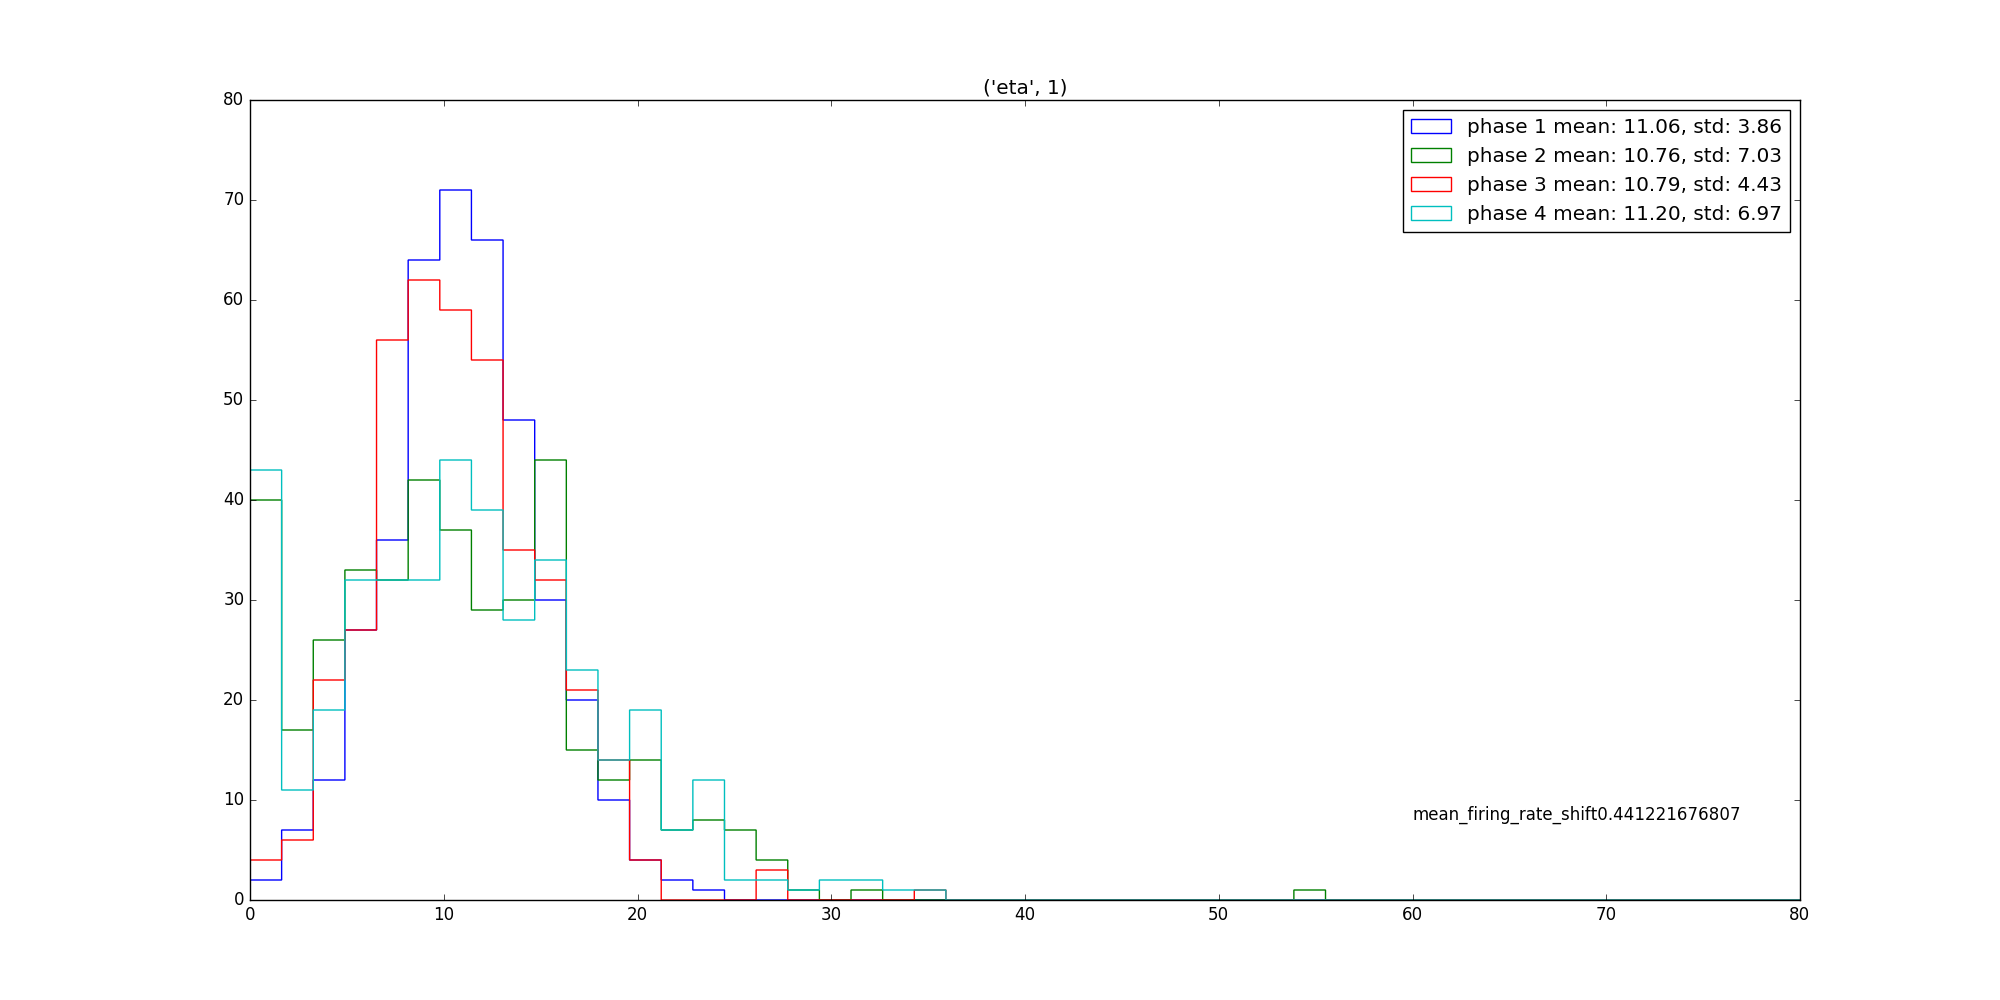 ('eta', 1)
80
70
60
50
40
30
20
10
0
phase 1 mean: 11.06, std: 3.86
phase 2 mean: 10.76, std: 7.03
phase 3 mean: 10.79, std: 4.43
phase 4 mean: 11.20, std: 6.97
mean_firing_rate_shift0.441221676807
0 10 20 30 40 50 60 70 80